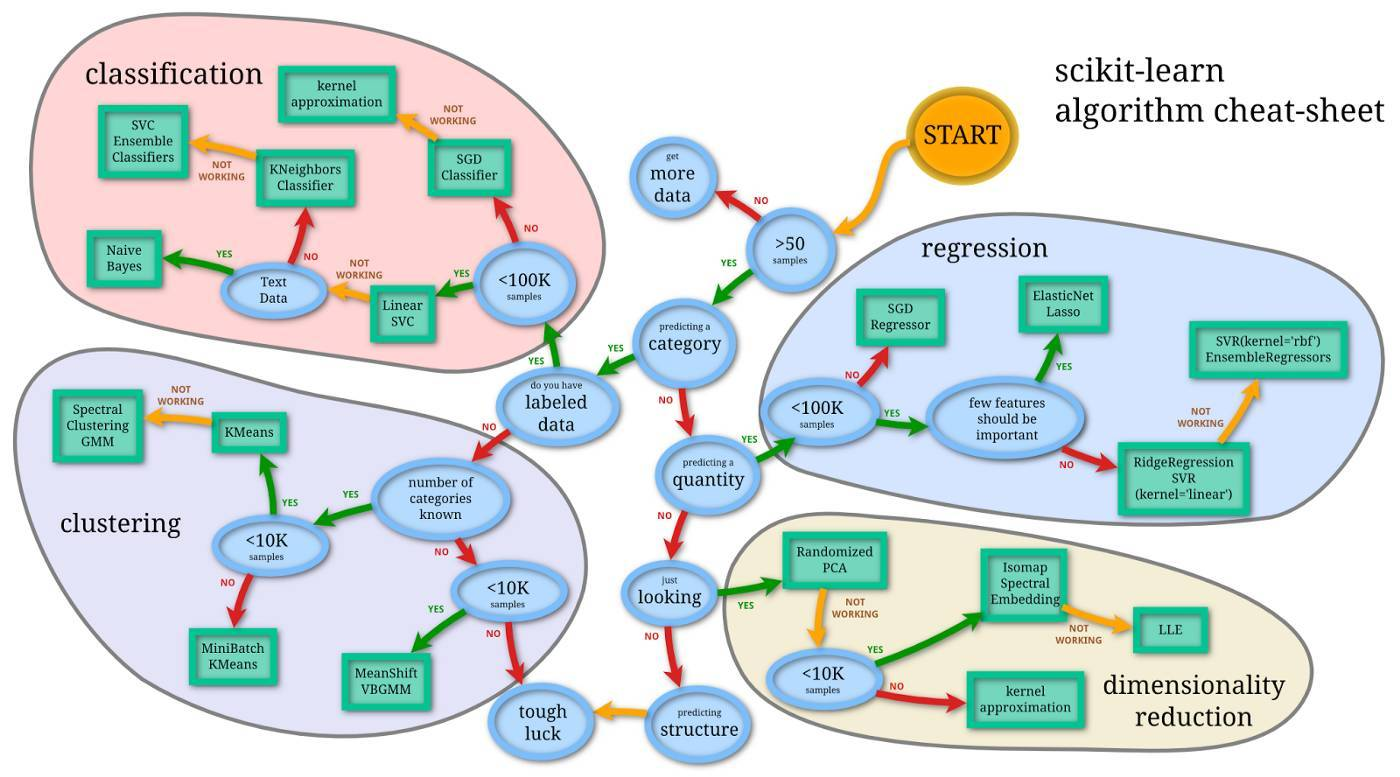 scikit-learn
algorithm cheat-sheet
START
>50
samples
NO
get
more
data
YES
predicting a
category
YES
NO
do you have
labeled
data
YES
NO
predicting a
quantity
YES
NO
just
looking
YES
NO
predicting
structure
tough
luck
classification
kernel
approximation
NOT
WORKING
SVC
Ensemble
Classifiers
NOT
WORKING
KNeighbors
Classifier
SGD
Classifier
NO
Naive
Bayes
YES
NO
Text
Data
NOT
WORKING
Linear
SVC
YES
<100K
samples
regression
SGD
Regressor
NO
ElasticNet
Lasso
YES
SVR(kernel='rbf')
EnsembleRegressors
<100K
samples
YES
few features
should be
important
NOT
WORKING
NO
RidgeRegression
SVR
(kernel='linear')
clustering
Spectral
Clustering
GMM
NOT
WORKING
KMeans
YES
number of
categories
known
YES
NO
<10K
samples
NO
MiniBatch
KMeans
<10K
samples
YES
NO
MeanShift
VBGMM
Randomized
PCA
NOT
WORKING
Isomap
Spectral
Embedding
NOT
WORKING
LLE
YES
<10K
samples
NO
kernel
approximation
dimensionality
reduction